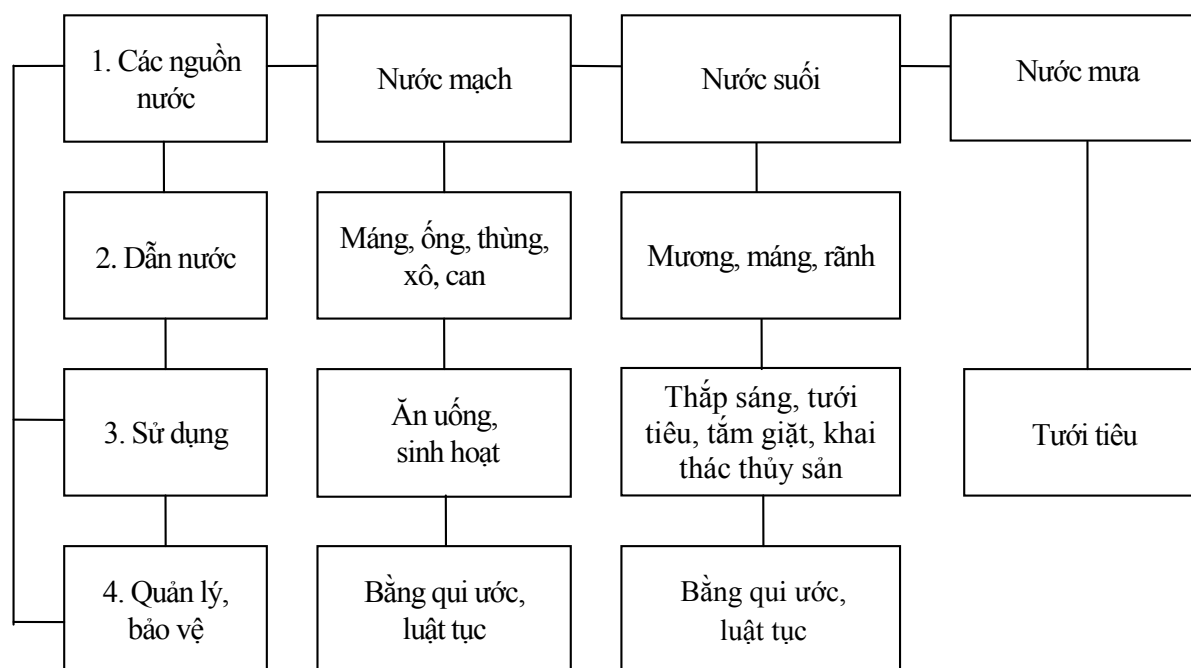 1. Các nguồn
nước
Nước mạch
Nước suối
Nước mưa
2. Dẫn nước
Máng, ống, thùng,
xô, can
Mương, máng, rãnh
3. Sử dụng
Ăn uống,
sinh hoạt
Thắp sáng, tưới
tiêu, tắm giặt, khai
thác thủy sản
Tưới tiêu
4. Quản lý,
bảo vệ
Bằng qui ước,
luật tục
Bằng qui ước,
luật tục